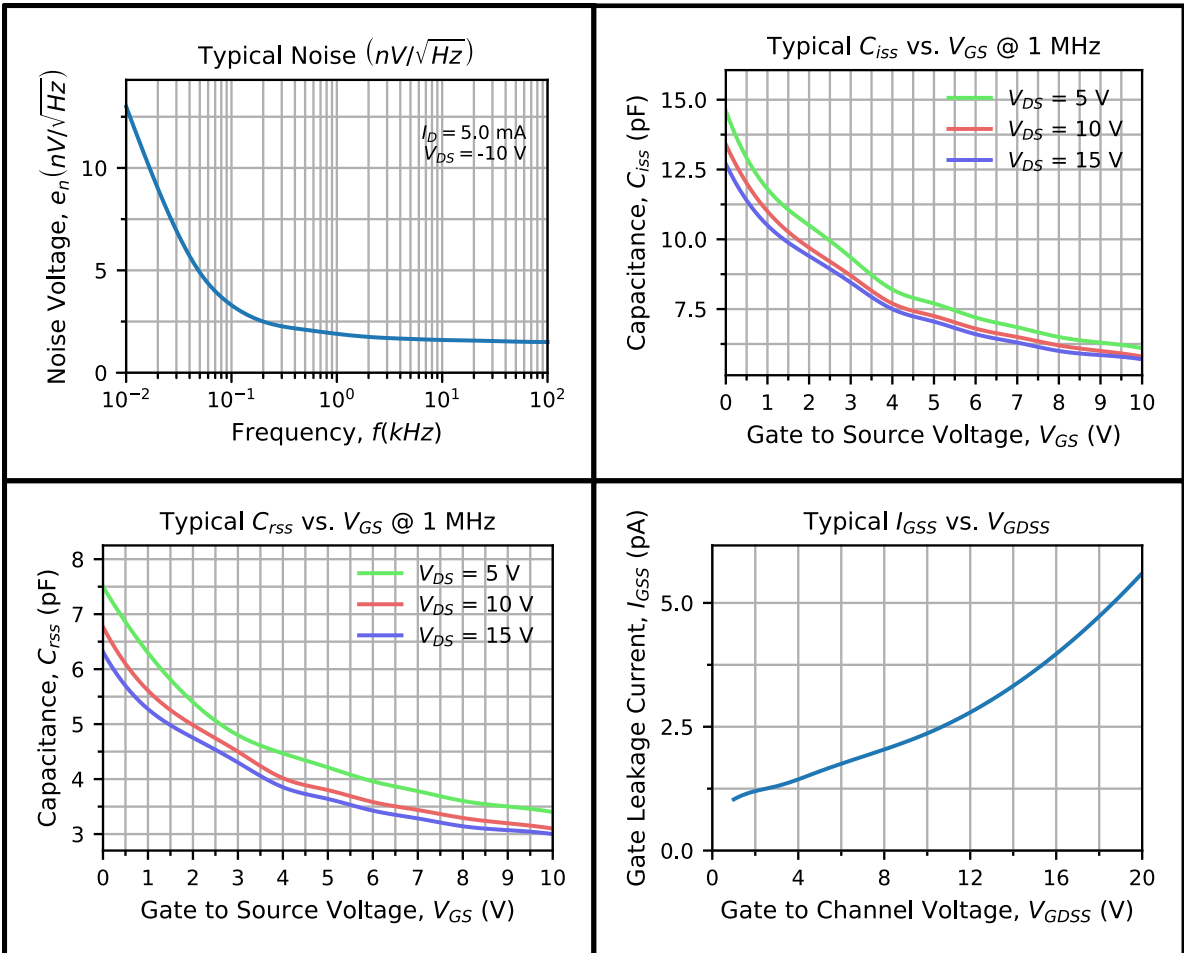 Typical Noise (nV/√Hz)
Noise Voltage, e_n (nV/√Hz)
I_D = 5.0 mA
V_DS = -10 V
10
5
0
10⁻² 10⁻¹ 10⁰ 10¹ 10²
Frequency, f(kHz)
Typical C_iss vs. V_GS @ 1 MHz
Capacitance, C_iss (pF)
V_DS = 5 V
V_DS = 10 V
V_DS = 15 V
15.0
12.5
10.0
7.5
0 1 2 3 4 5 6 7 8 9 10
Gate to Source Voltage, V_GS (V)
Typical C_rss vs. V_GS @ 1 MHz
Capacitance, C_rss (pF)
V_DS = 5 V
V_DS = 10 V
V_DS = 15 V
8
7
6
5
4
3
0 1 2 3 4 5 6 7 8 9 10
Gate to Source Voltage, V_GS (V)
Typical I_GSS vs. V_GDSS
Gate Leakage Current, I_GSS (pA)
5.0
2.5
0.0
0 4 8 12 16 20
Gate to Channel Voltage, V_GDSS (V)